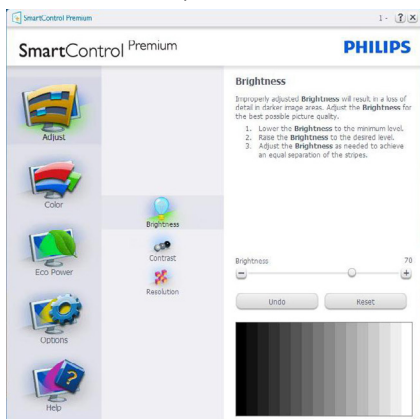 SmartControl Premium
1 - ? X
SmartControl Premium
PHILIPS
Adjust
Color
Eco Power
Options
Help
Brightness
Contrast
Resolution
Brightness
Improperly adjusted Brightness will result in a loss of
detail in darker image areas. Adjust the Brightness for
the best possible picture quality.
1. Lower the Brightness to the minimum level.
2. Raise the Brightness to the desired level.
3. Adjust the Brightness as needed to achieve
an equal separation of the stripes.
Brightness 70
Undo Reset